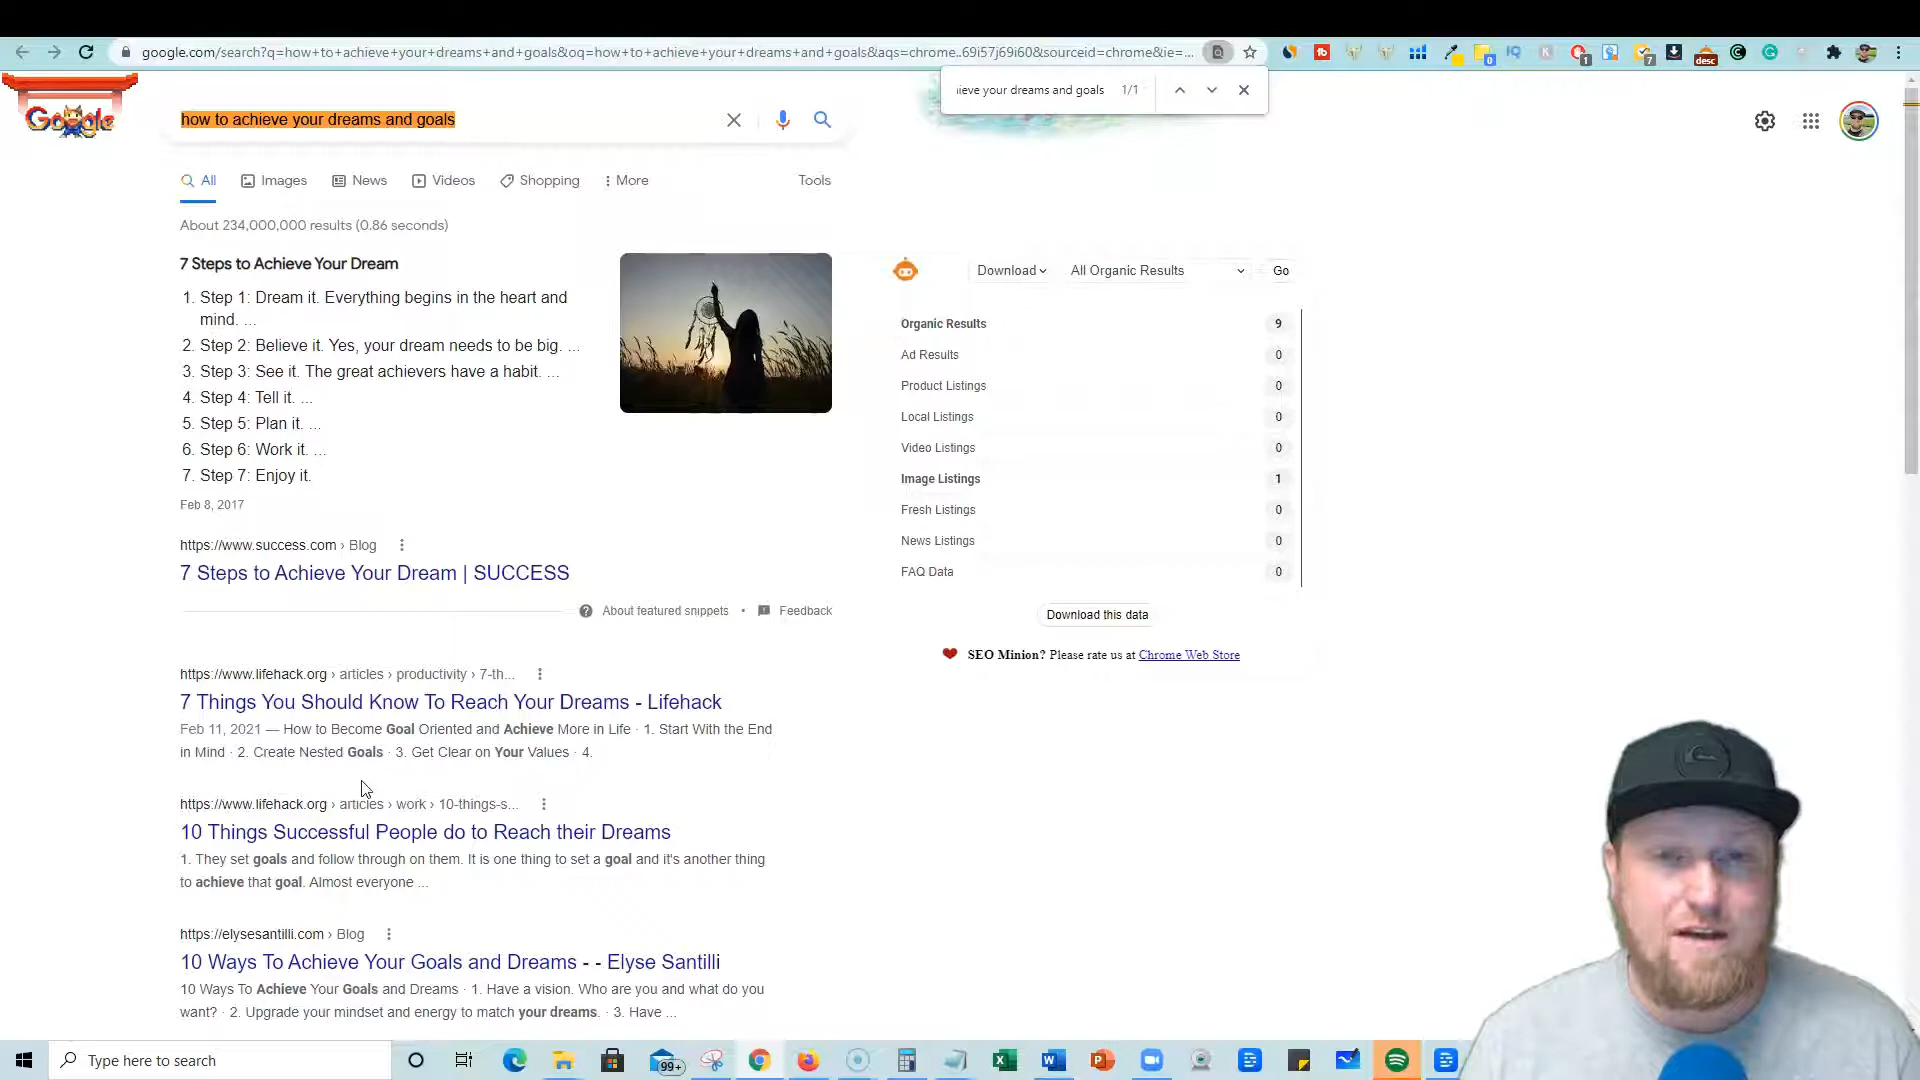 google.com/search?q=how+to+achieve+your+dreams+and+goals&oq=how+to+achieve+your+dreams+and+goals&aqs=chrome..69i57j69i60&sourceid=chrome&ie=...
ieve your dreams and goals 1/1
Google
how to achieve your dreams and goals
All Images News Videos Shopping More Tools
About 234,000,000 results (0.86 seconds)
7 Steps to Achieve Your Dream
1. Step 1: Dream it. Everything begins in the heart and
mind. ...
2. Step 2: Believe it. Yes, your dream needs to be big. ...
3. Step 3: See it. The great achievers have a habit. ...
4. Step 4: Tell it. ...
5. Step 5: Plan it. ...
6. Step 6: Work it. ...
7. Step 7: Enjoy it.
Feb 8, 2017
https://www.success.com › Blog
7 Steps to Achieve Your Dream | SUCCESS
About featured snippets • Feedback
https://www.lifehack.org › articles › productivity › 7-th...
7 Things You Should Know To Reach Your Dreams - Lifehack
Feb 11, 2021 — How to Become Goal Oriented and Achieve More in Life · 1. Start With the End
in Mind · 2. Create Nested Goals · 3. Get Clear on Your Values · 4.
https://www.lifehack.org › articles › work › 10-things-s...
10 Things Successful People do to Reach their Dreams
1. They set goals and follow through on them. It is one thing to set a goal and it's another thing
to achieve that goal. Almost everyone ...
https://elysesantilli.com › Blog
10 Ways To Achieve Your Goals and Dreams - - Elyse Santilli
10 Ways To Achieve Your Goals and Dreams · 1. Have a vision. Who are you and what do you
want? · 2. Upgrade your mindset and energy to match your dreams. · 3. Have ...
Download All Organic Results Go
Organic Results 9
Ad Results 0
Product Listings 0
Local Listings 0
Video Listings 0
Image Listings 1
Fresh Listings 0
News Listings 0
FAQ Data 0
Download this data
SEO Minion? Please rate us at Chrome Web Store
Type here to search
99+